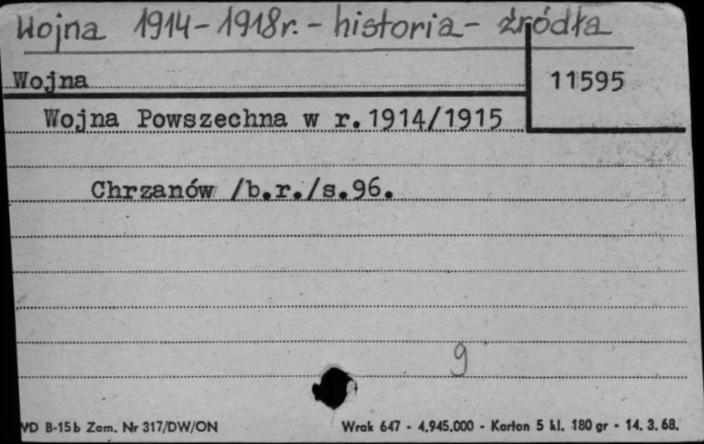 Wojna 1914-1918r. - historia - źródła
Wojna
11595
Wojna Powszechna w r.1914/1915
Chrzanów /b.r./s.96.
9
VD B-15b Zam. Nr 317/DW/ON
Wrak 647 - 4.945.000 - Karton 5 kl. 180 gr - 14. 3. 68.